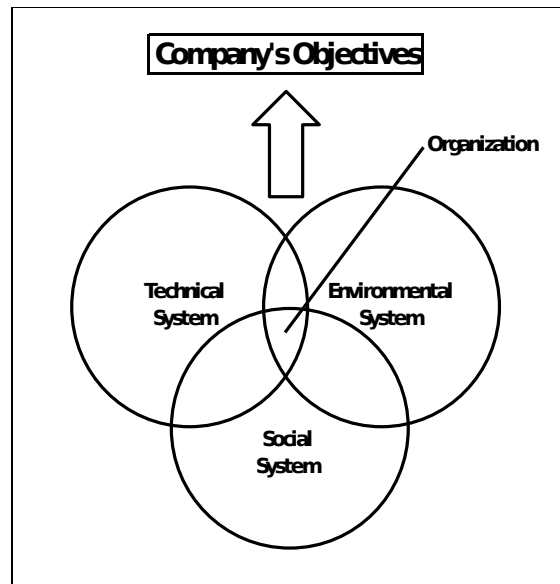 Company's Objectives
Organization
Technical
System
Environmental
System
Social
System